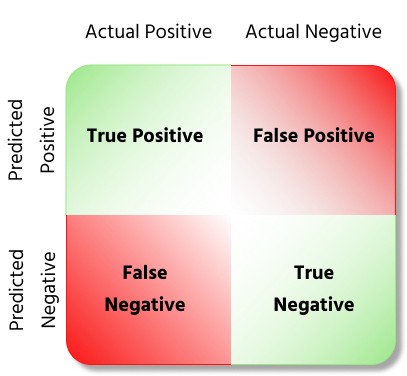 Actual Positive Actual Negative
Predicted
Positive
True Positive False Positive
Predicted
Negative
False
Negative
True
Negative